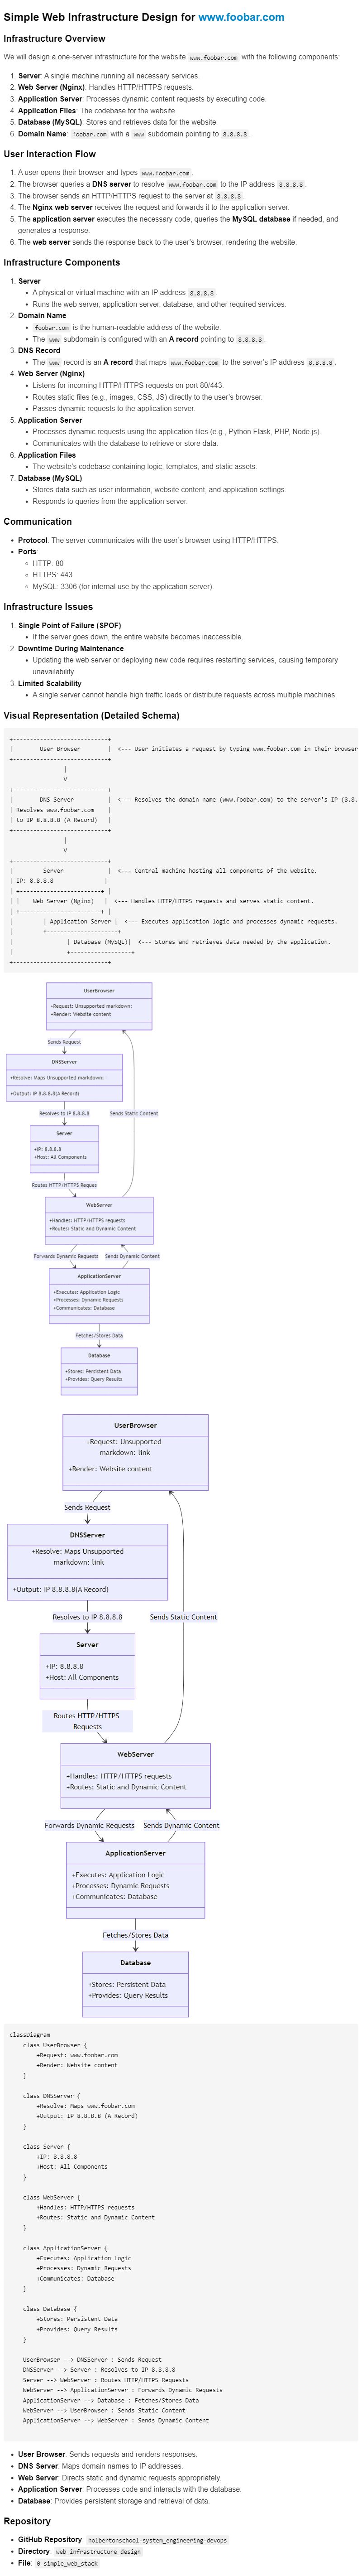 Simple Web Infrastructure Design for www.foobar.com
Infrastructure Overview
We will design a one-server infrastructure for the website www.foobar.com with the following components:
1. Server: A single machine running all necessary services.
2. Web Server (Nginx): Handles HTTP/HTTPS requests.
3. Application Server: Processes dynamic content requests by executing code.
4. Application Files: The codebase for the website.
5. Database (MySQL): Stores and retrieves data for the website.
6. Domain Name: foobar.com with a www subdomain pointing to 8.8.8.8.
User Interaction Flow
1. A user opens their browser and types www.foobar.com.
2. The browser queries a DNS server to resolve www.foobar.com to the IP address 8.8.8.8.
3. The browser sends an HTTP/HTTPS request to the server at 8.8.8.8.
4. The Nginx web server receives the request and forwards it to the application server.
5. The application server executes the necessary code, queries the MySQL database if needed, and
generates a response.
6. The web server sends the response back to the user's browser, rendering the website.
Infrastructure Components
1. Server
• A physical or virtual machine with an IP address 8.8.8.8.
• Runs the web server, application server, database, and other required services.
2. Domain Name
• foobar.com is the human-readable address of the website.
• The www subdomain is configured with an A record pointing to 8.8.8.8.
3. DNS Record
• The www record is an A record that maps www.foobar.com to the server's IP address 8.8.8.8.
4. Web Server (Nginx)
• Listens for incoming HTTP/HTTPS requests on port 80/443.
• Routes static files (e.g., images, CSS, JS) directly to the user's browser.
• Passes dynamic requests to the application server.
5. Application Server
• Processes dynamic requests using the application files (e.g., Python Flask, PHP, Node.js).
• Communicates with the database to retrieve or store data.
6. Application Files
• The website's codebase containing logic, templates, and static assets.
7. Database (MySQL)
• Stores data such as user information, website content, and application settings.
• Responds to queries from the application server.
Communication
• Protocol: The server communicates with the user's browser using HTTP/HTTPS.
• Ports:
○ HTTP: 80
○ HTTPS: 443
○ MySQL: 3306 (for internal use by the application server).
Infrastructure Issues
1. Single Point of Failure (SPOF)
• If the server goes down, the entire website becomes inaccessible.
2. Downtime During Maintenance
• Updating the web server or deploying new code requires restarting services, causing temporary
unavailability.
3. Limited Scalability
• A single server cannot handle high traffic loads or distribute requests across multiple machines.
Visual Representation (Detailed Schema)
+---------------------------+
| User Browser | <--- User initiates a request by typing www.foobar.com in their browser
+---------------------------+
|
V
+---------------------------+
| DNS Server | <--- Resolves the domain name (www.foobar.com) to the server's IP (8.8.
| Resolves www.foobar.com |
| to IP 8.8.8.8 (A Record) |
+---------------------------+
|
V
+---------------------------+
| Server | <--- Central machine hosting all components of the website.
| IP: 8.8.8.8 |
| +-----------------------+ |
| | Web Server (Nginx) | <--- Handles HTTP/HTTPS requests and serves static content.
| +-----------------------+ |
| | Application Server | <--- Executes application logic and processes dynamic requests.
| +--------------------+
| | Database (MySQL)| <--- Stores and retrieves data needed by the application.
| +-----------------+
+---------------------------+
UserBrowser
+Request: Unsupported markdown:
+Render: Website content
Sends Request
DNSServer
+Resolve: Maps Unsupported markdown:
+Output: IP 8.8.8.8(A Record)
Resolves to IP 8.8.8.8
Sends Static Content
Server
+IP: 8.8.8.8
+Host: All Components
Routes HTTP/HTTPS Reques
WebServer
+Handles: HTTP/HTTPS requests
+Routes: Static and Dynamic Content
Forwards Dynamic Requests
Sends Dynamic Content
ApplicationServer
+Executes: Application Logic
+Processes: Dynamic Requests
+Communicates: Database
Fetches/Stores Data
Database
+Stores: Persistent Data
+Provides: Query Results
UserBrowser
+Request: Unsupported
markdown: link
+Render: Website content
Sends Request
DNSServer
+Resolve: Maps Unsupported
markdown: link
+Output: IP 8.8.8.8(A Record)
Resolves to IP 8.8.8.8
Sends Static Content
Server
+IP: 8.8.8.8
+Host: All Components
Routes HTTP/HTTPS
Requests
WebServer
+Handles: HTTP/HTTPS requests
+Routes: Static and Dynamic Content
Forwards Dynamic Requests
Sends Dynamic Content
ApplicationServer
+Executes: Application Logic
+Processes: Dynamic Requests
+Communicates: Database
Fetches/Stores Data
Database
+Stores: Persistent Data
+Provides: Query Results
classDiagram
class UserBrowser {
+Request: www.foobar.com
+Render: Website content
}
class DNSServer {
+Resolve: Maps www.foobar.com
+Output: IP 8.8.8.8 (A Record)
}
class Server {
+IP: 8.8.8.8
+Host: All Components
}
class WebServer {
+Handles: HTTP/HTTPS requests
+Routes: Static and Dynamic Content
}
class ApplicationServer {
+Executes: Application Logic
+Processes: Dynamic Requests
+Communicates: Database
}
class Database {
+Stores: Persistent Data
+Provides: Query Results
}
UserBrowser --> DNSServer : Sends Request
DNSServer --> Server : Resolves to IP 8.8.8.8
Server --> WebServer : Routes HTTP/HTTPS Requests
WebServer --> ApplicationServer : Forwards Dynamic Requests
ApplicationServer --> Database : Fetches/Stores Data
WebServer --> UserBrowser : Sends Static Content
ApplicationServer --> WebServer : Sends Dynamic Content
• User Browser: Sends requests and renders responses.
• DNS Server: Maps domain names to IP addresses.
• Web Server: Directs static and dynamic requests appropriately.
• Application Server: Processes code and interacts with the database.
• Database: Provides persistent storage and retrieval of data.
Repository
• GitHub Repository: holbertonschool-system_engineering-devops
• Directory: web_infrastructure_design
• File: 0-simple_web_stack